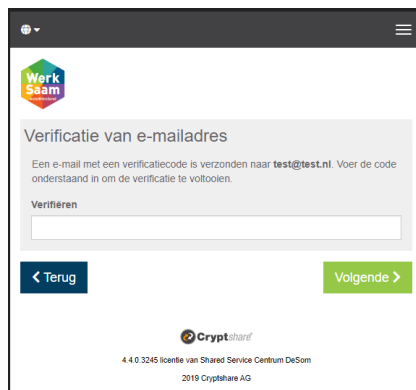 Werk
Saam
Verificatie van e-mailadres
Een e-mail met een verificatiecode is verzonden naar test@test.nl. Voer de code
onderstaand in om de verificatie te voltooien.
Verifiëren
Terug
Volgende
Cryptshare
4.4.0.3245 licentie van Shared Service Centrum DeSom
2019 Cryptshare AG